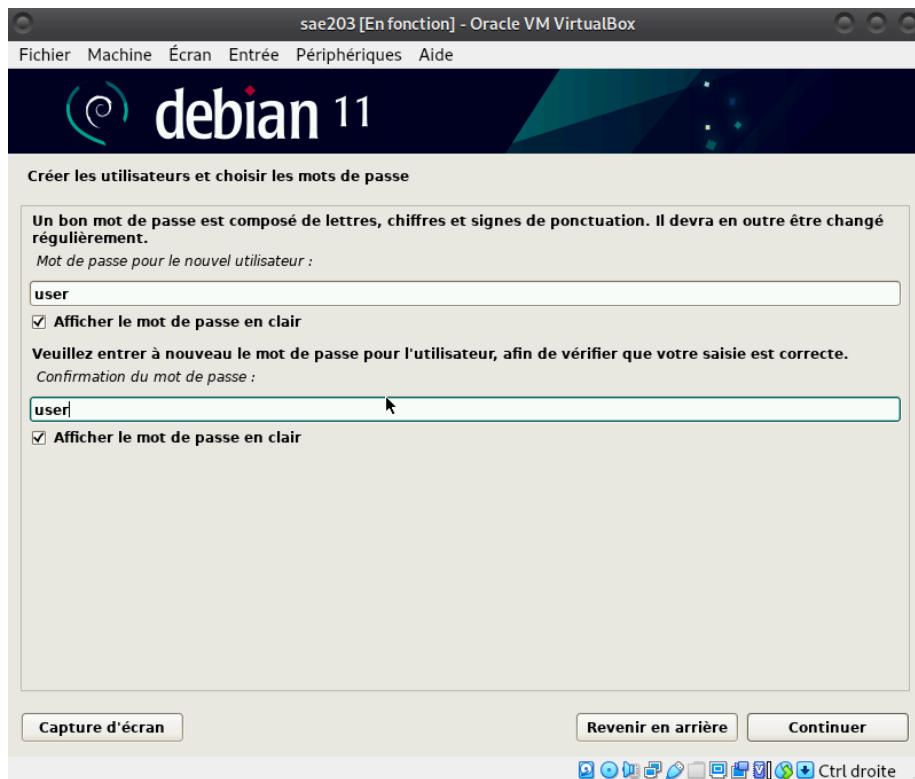 sae203 [En fonction] - Oracle VM VirtualBox
Fichier Machine Écran Entrée Périphériques Aide
debian 11
Créer les utilisateurs et choisir les mots de passe
Un bon mot de passe est composé de lettres, chiffres et signes de ponctuation. Il devra en outre être changé
régulièrement.
Mot de passe pour le nouvel utilisateur :
user
Afficher le mot de passe en clair
Veuillez entrer à nouveau le mot de passe pour l'utilisateur, afin de vérifier que votre saisie est correcte.
Confirmation du mot de passe :
user
Afficher le mot de passe en clair
Capture d'écran Revenir en arrière Continuer
Ctrl droite